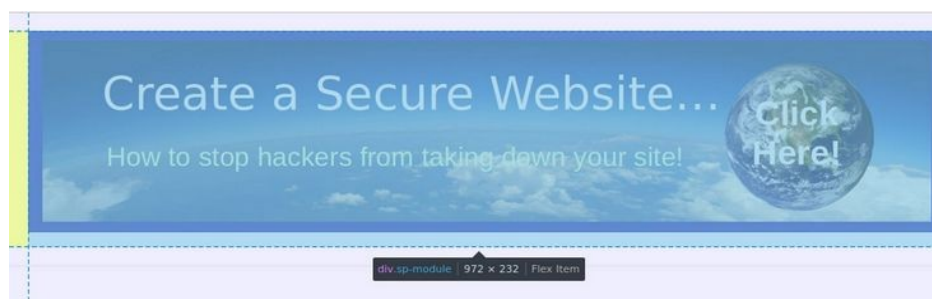 Create a Secure Website...
Click
Here!
How to stop hackers from taking down your site!
div.sp-module 972 × 232 Flex Item